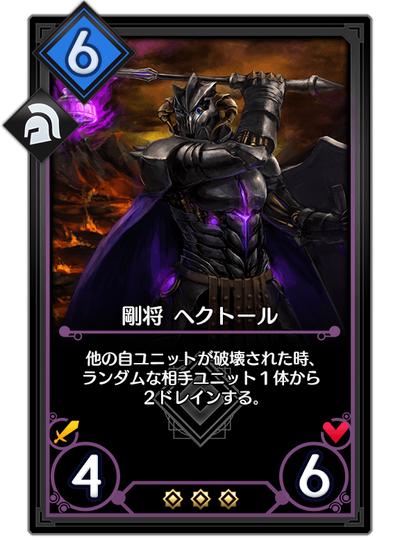 6
剛将 ヘクトール
他の自ユニットが破壊された時、
ランダムな相手ユニット1体から
2ドレインする。
4
6